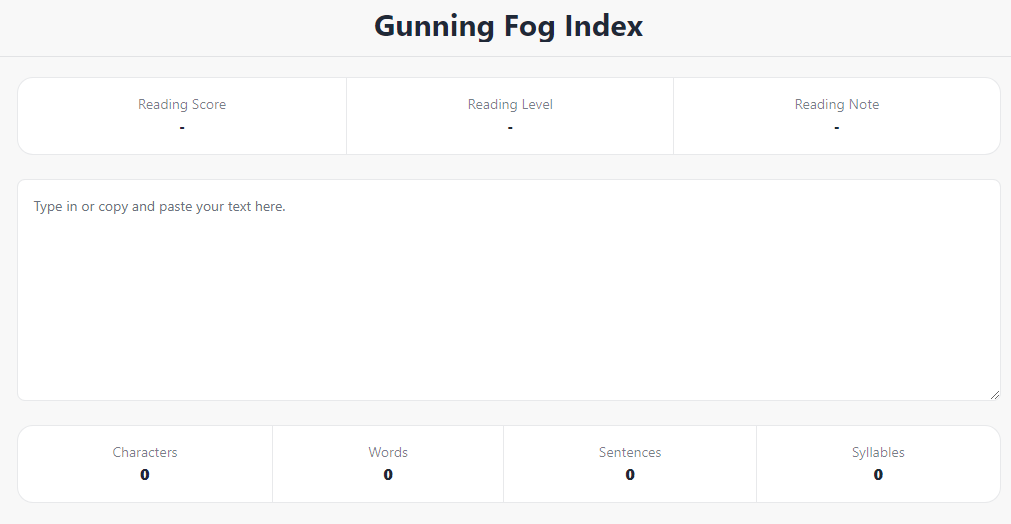 Gunning Fog Index
Reading Score
-
Reading Level
-
Reading Note
-
Type in or copy and paste your text here.
Characters
0
Words
0
Sentences
0
Syllables
0